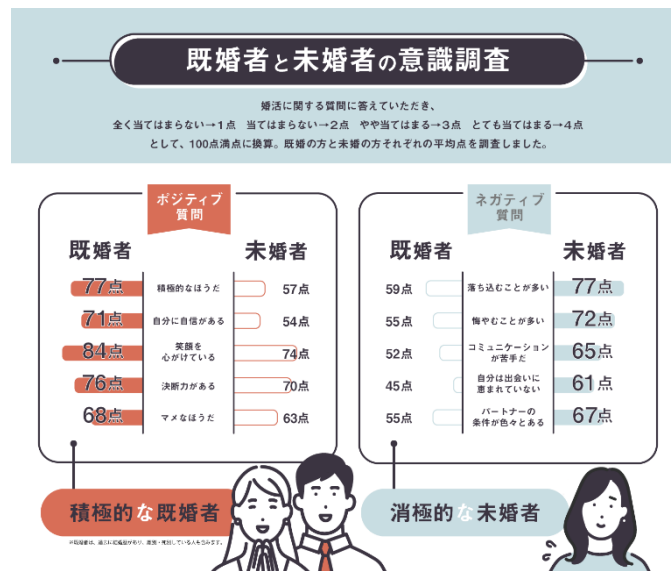 既婚者と未婚者の意識調査
婚活に関する質問に答えていただき、
全く当てはまらない→1点 当てはまらない→2点 やや当てはまる→3点 とても当てはまる→4点
として、100点満点に換算。既婚の方と未婚の方それぞれの平均点を調査しました。
ポジティブ
質問
既婚者 未婚者
77点 積極的なほうだ 57点
71点 自分に自信がある 54点
84点 笑顔を
心がけている 74点
76点 決断力がある 70点
68点 マメなほうだ 63点
積極的な既婚者
ネガティブ
質問
既婚者 未婚者
59点 落ち込むことが多い 77点
55点 悔やむことが多い 72点
52点 コミュニケーション
が苦手だ 65点
45点 自分は出会いに
恵まれていない 61点
55点 パートナーの
条件が色々とある 67点
消極的な未婚者